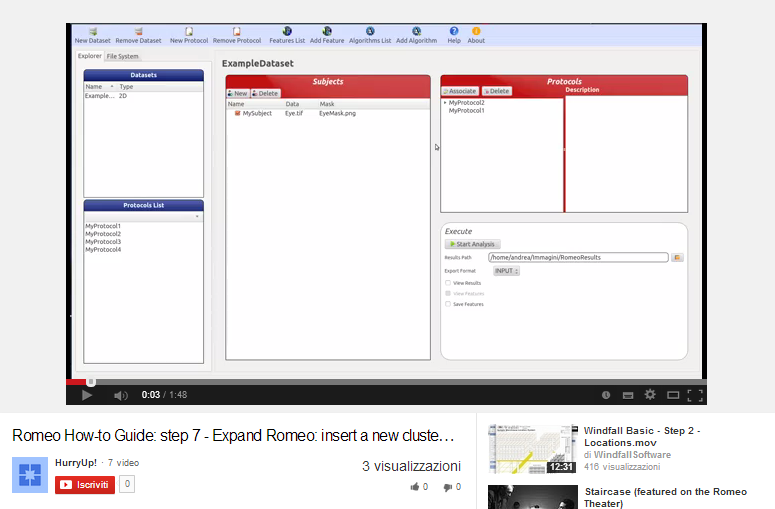 New Dataset Remove Dataset New Protocol Remove Protocol Features List Add Feature Algorithms List Add Algorithm Help About
Explorer File System
Datasets
Name Type
Example... 2D
Protocols List
MyProtocol1
MyProtocol2
MyProtocol3
MyProtocol4
ExampleDataset
Subjects
New Delete
Name Data Mask
MySubject Eye.tif EyeMask.png
Protocols
Associate Delete Description
MyProtocol2
MyProtocol1
Execute
Start Analysis
Results Path /home/andrea/Immagini/RomeoResults
Export Format INPUT
View Results
View Features
Save Features
0:03 / 1:48
Romeo How-to Guide: step 7 - Expand Romeo: insert a new cluste…
HurryUp! · 7 video
Iscriviti 0
3 visualizzazioni
0 0
12:31
Windfall Basic - Step 2 -
Locations.mov
di WindfallSoftware
416 visualizzazioni
Staircase (featured on the Romeo
Theater)